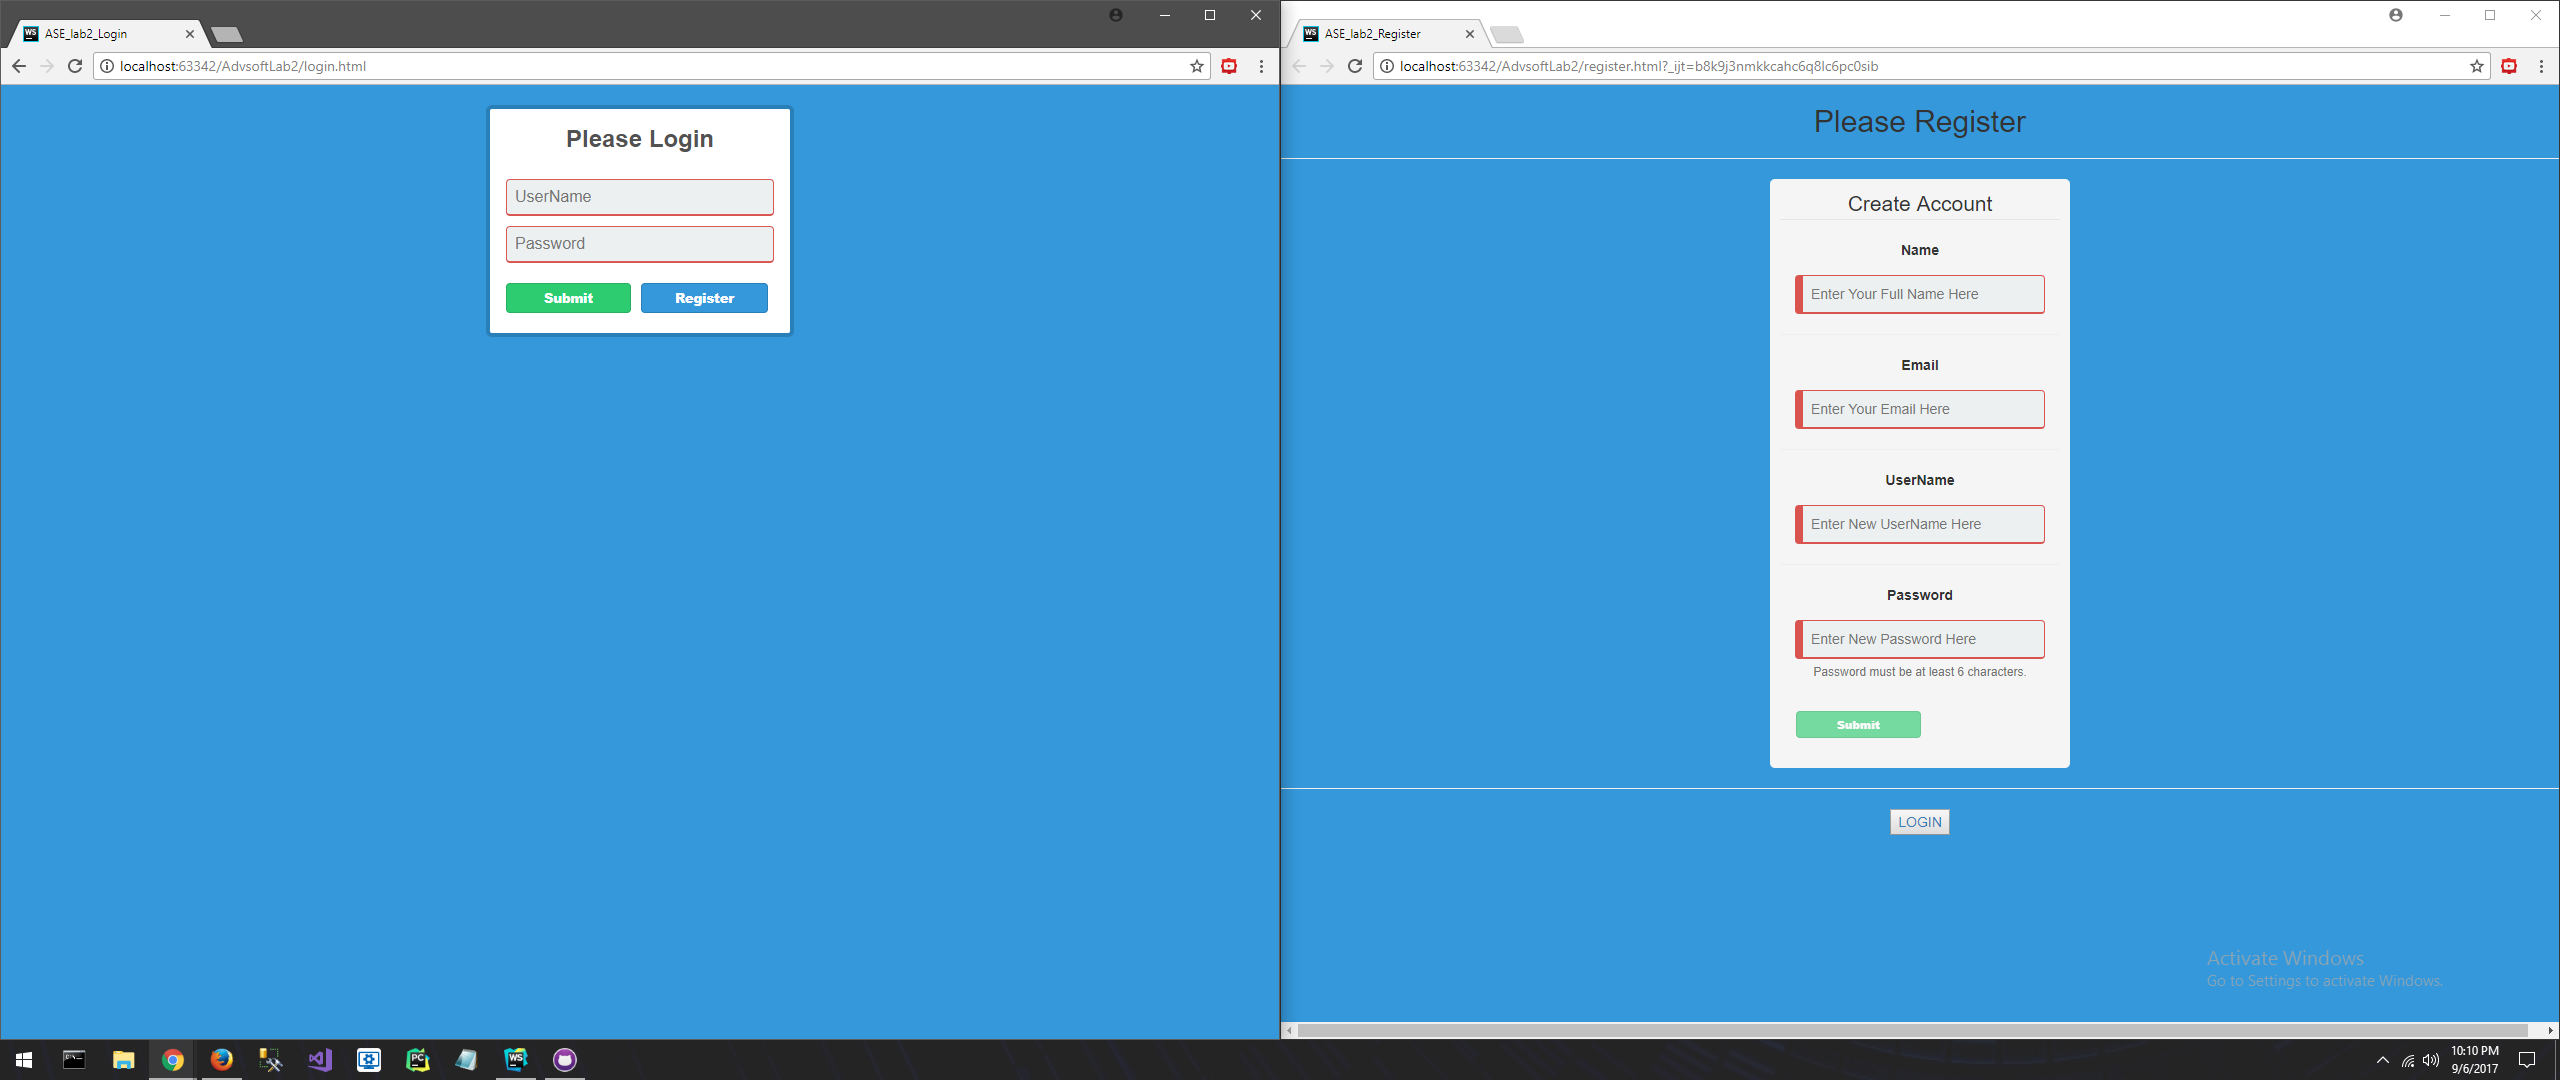 ASE_lab2_Login
localhost:63342/AdvsoftLab2/login.html
Please Login
UserName
Password
Submit Register
ASE_lab2_Register
localhost:63342/AdvsoftLab2/register.html?_ijt=b8k9j3nmkkcahc6q8lc6pc0sib
Please Register
Create Account
Name
Enter Your Full Name Here
Email
Enter Your Email Here
UserName
Enter New UserName Here
Password
Enter New Password Here
Password must be at least 6 characters.
Submit
LOGIN
Activate Windows
Go to Settings to activate Windows.
WS
PC
WS
10:10 PM
9/6/2017